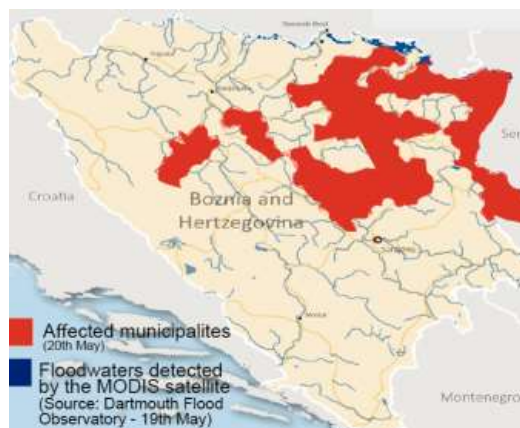 Croatia
Boznia and
Hertzegovina
Ser
Affected municipalites
(20th May)
Floodwaters detected
by the MODIS satellite
(Source: Dartmouth Flood
Observatory - 19th May)
Montenegro